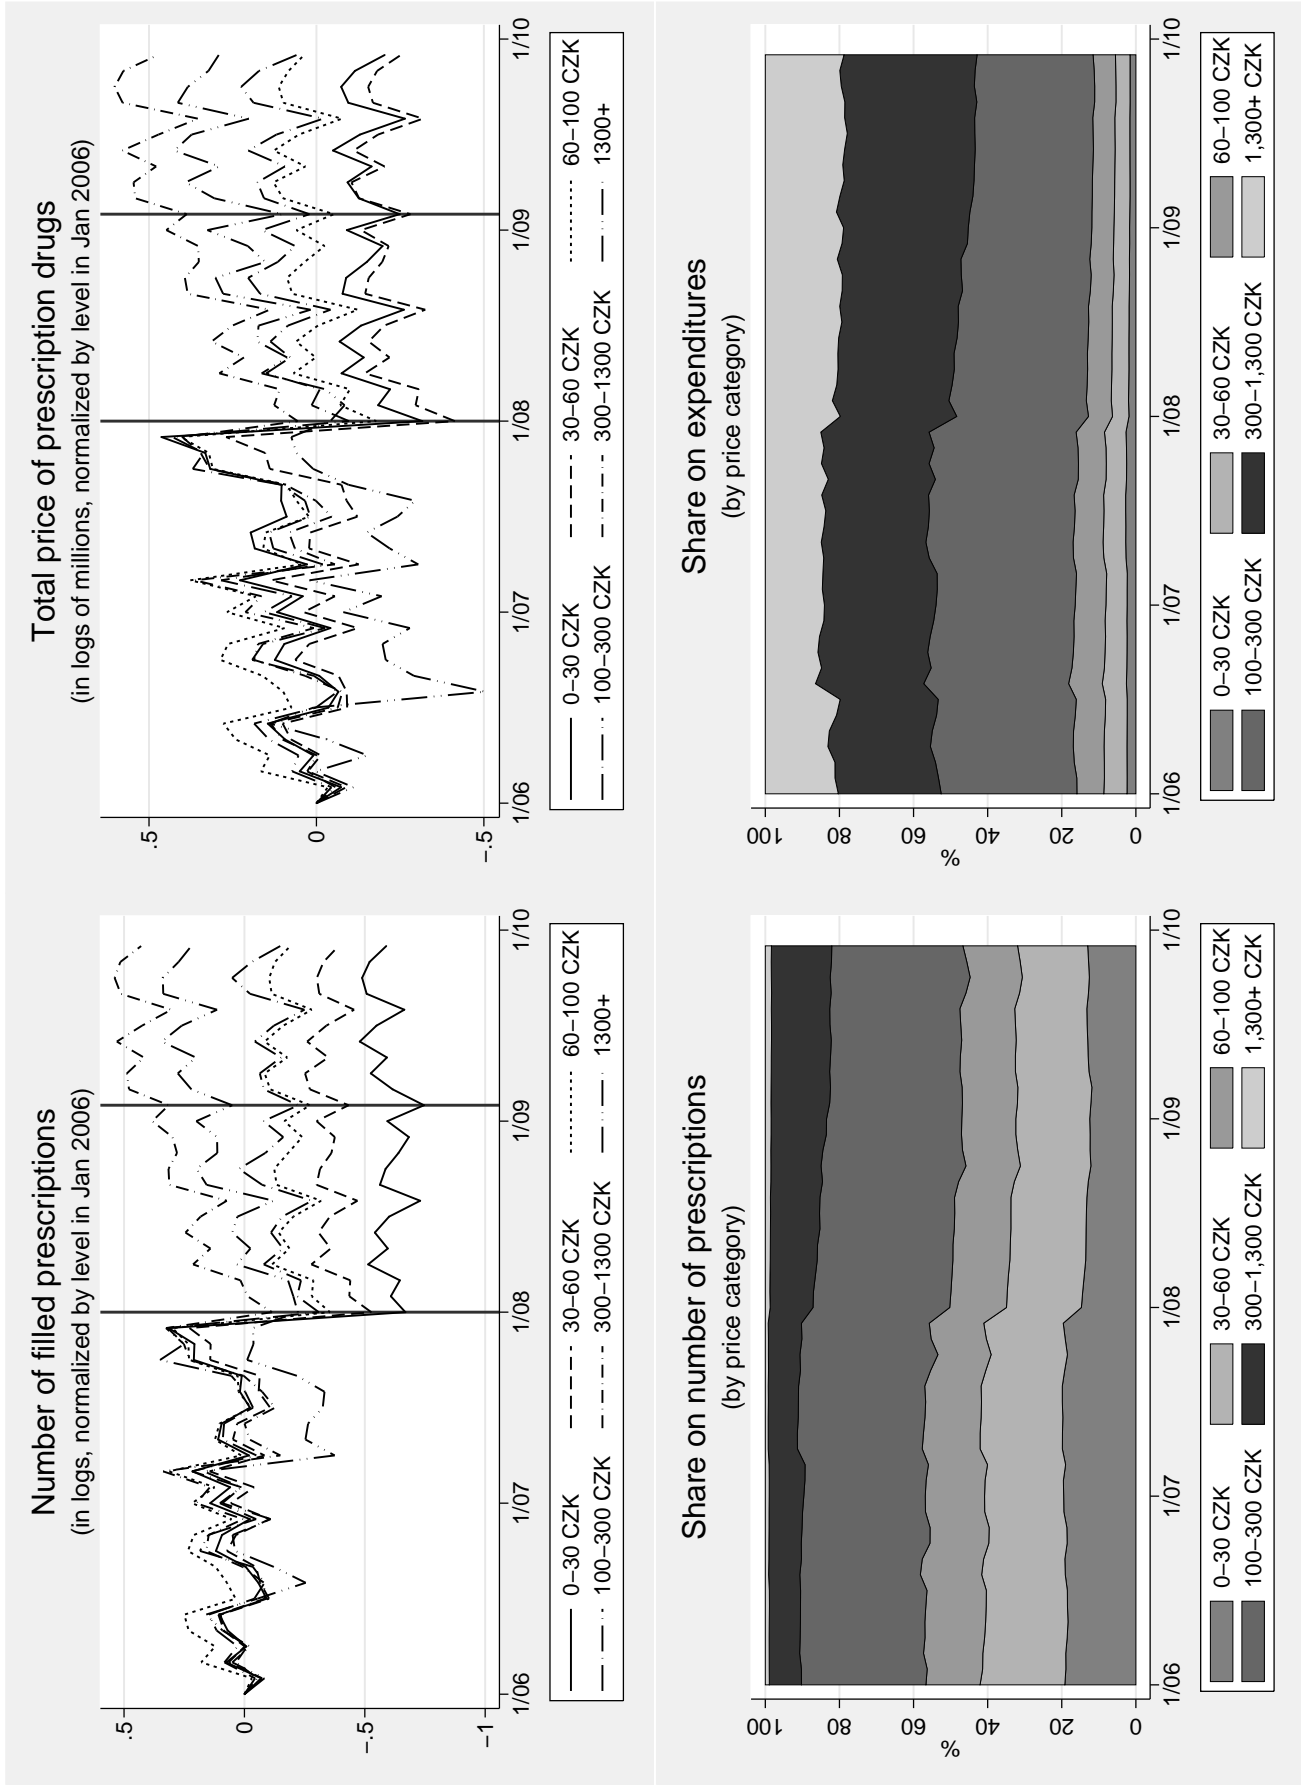 Number of filled prescriptions
(in logs, normalized by level in Jan 2006)
.5
0
−.5
−1
1/06
1/07
1/08
1/09
1/10
0−30 CZK
30−60 CZK
60−100 CZK
100−300 CZK
300−1300 CZK
1300+
Total price of prescription drugs
(in logs of millions, normalized by level in Jan 2006)
.5
0
−.5
1/06
1/07
1/08
1/09
1/10
0−30 CZK
30−60 CZK
60−100 CZK
100−300 CZK
300−1300 CZK
1300+
Share on number of prescriptions
(by price category)
%
100
80
60
40
20
0
1/06
1/07
1/08
1/09
1/10
0−30 CZK
30−60 CZK
60−100 CZK
100−300 CZK
300−1,300 CZK
1,300+ CZK
Share on expenditures
(by price category)
%
100
80
60
40
20
0
1/06
1/07
1/08
1/09
1/10
0−30 CZK
30−60 CZK
60−100 CZK
100−300 CZK
300−1,300 CZK
1,300+ CZK